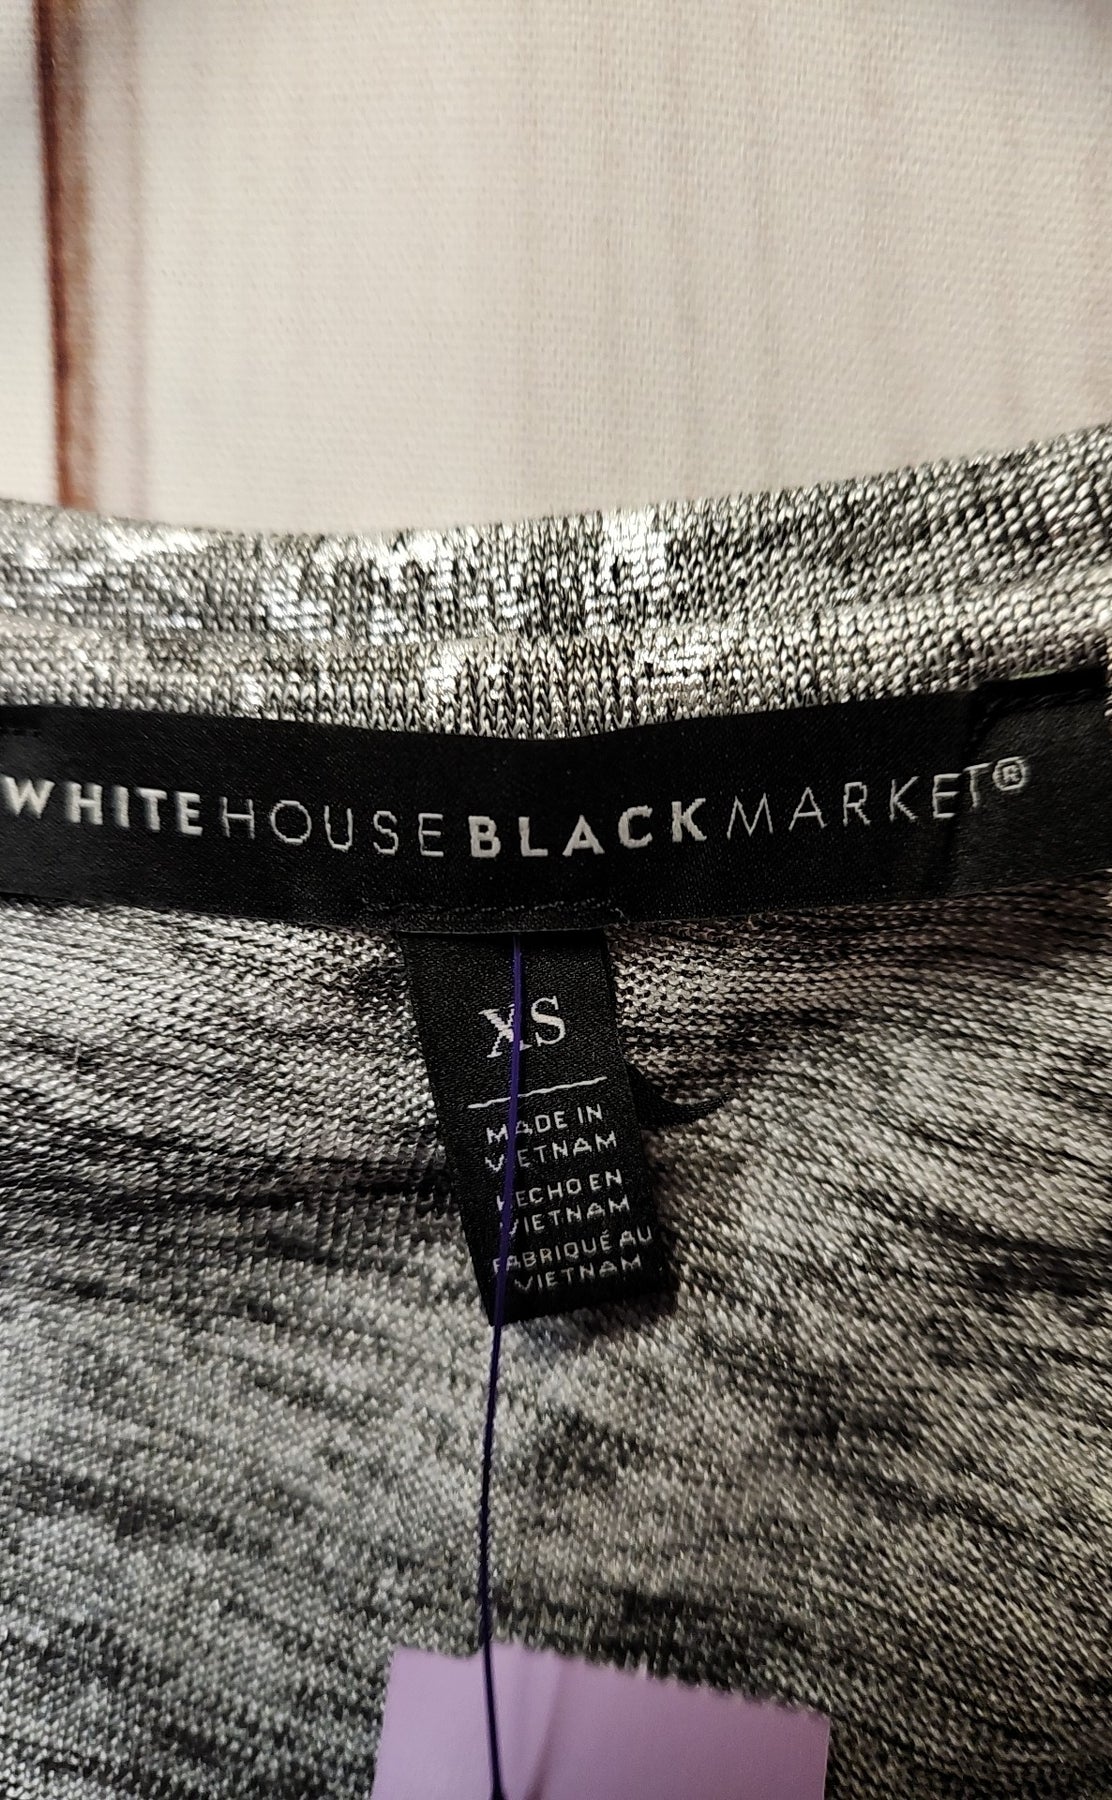 WHITEHOUSEBLACKMARKET®
XS
MADE IN
VIETNAM
HECHO EN
VIETNAM
FABRIQUÉ AU
VIETNAM